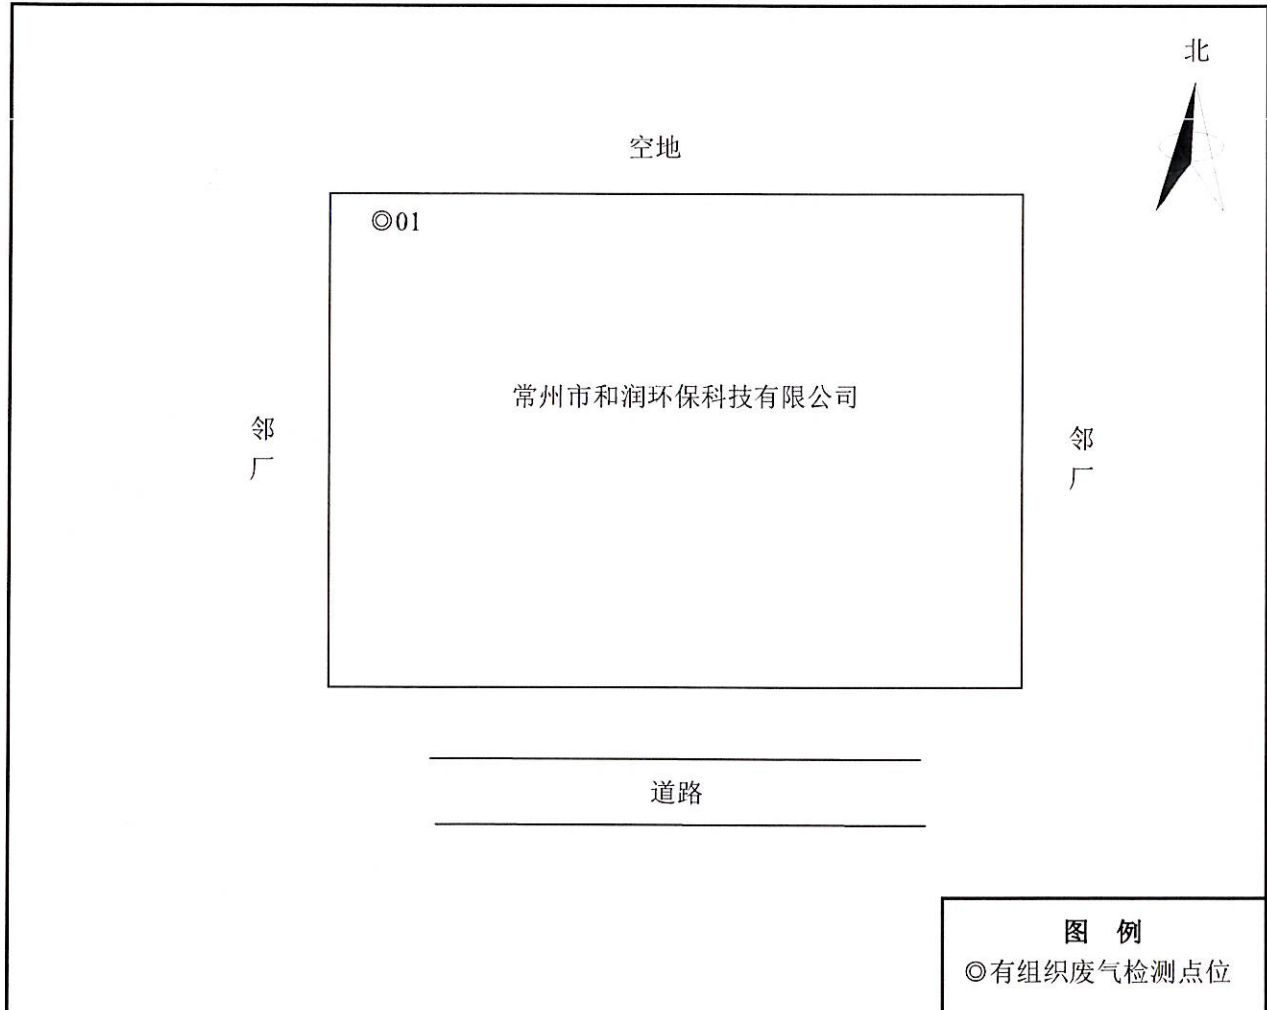 北
空地
◎01
常州市和润环保科技有限公司
邻
厂
邻
厂
道路
图 例
◎有组织废气检测点位